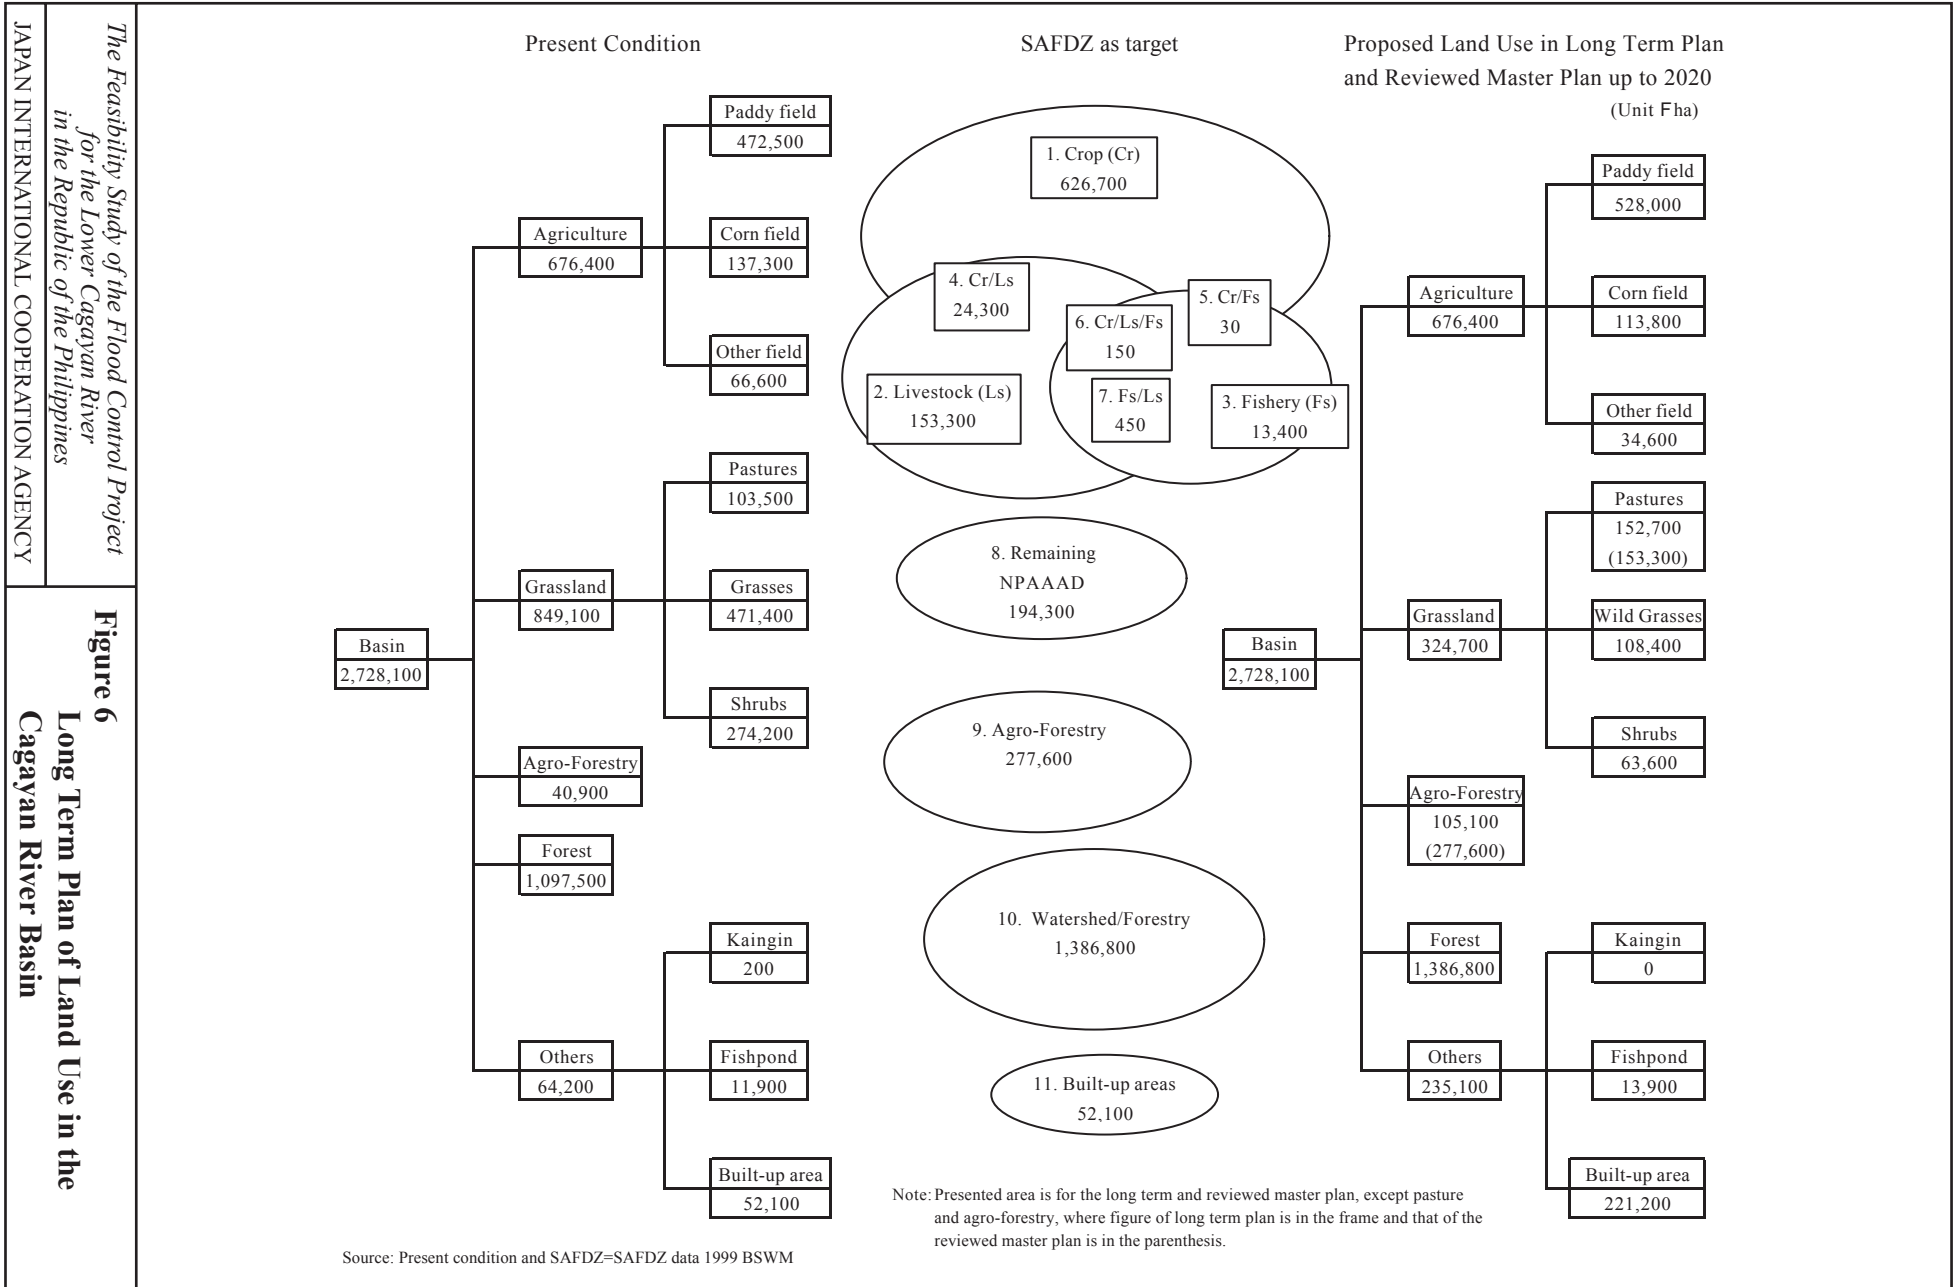 Present Condition
SAFDZ as target
Proposed Land Use in Long Term Plan
and Reviewed Master Plan up to 2020
(Unit Fha)
Basin
2,728,100
Agriculture
676,400
Paddy field
472,500
Corn field
137,300
Other field
66,600
Grassland
849,100
Pastures
103,500
Grasses
471,400
Shrubs
274,200
Agro-Forestry
40,900
Forest
1,097,500
Others
64,200
Kaingin
200
Fishpond
11,900
Built-up area
52,100
1. Crop (Cr)
626,700
4. Cr/Ls
24,300
5. Cr/Fs
30
6. Cr/Ls/Fs
150
2. Livestock (Ls)
153,300
7. Fs/Ls
450
3. Fishery (Fs)
13,400
8. Remaining
NPAAAD
194,300
9. Agro-Forestry
277,600
10. Watershed/Forestry
1,386,800
11. Built-up areas
52,100
Basin
2,728,100
Agriculture
676,400
Paddy field
528,000
Corn field
113,800
Other field
34,600
Grassland
324,700
Pastures
152,700
(153,300)
Wild Grasses
108,400
Shrubs
63,600
Agro-Forestry
105,100
(277,600)
Forest
1,386,800
Others
235,100
Kaingin
0
Fishpond
13,900
Built-up area
221,200
Note: Presented area is for the long term and reviewed master plan, except pasture
and agro-forestry, where figure of long term plan is in the frame and that of the
reviewed master plan is in the parenthesis.
Source: Present condition and SAFDZ=SAFDZ data 1999 BSWM
The Feasibility Study of the Flood Control Project
for the Lower Cagayan River
in the Republic of the Philippines
JAPAN INTERNATIONAL COOPERATION AGENCY
Figure 6
Long Term Plan of Land Use in the
Cagayan River Basin